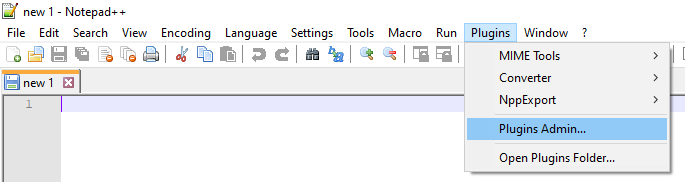 new 1 - Notepad++
File Edit Search View Encoding Language Settings Tools Macro Run Plugins Window ?
new 1
1
MIME Tools
Converter
NppExport
Plugins Admin...
Open Plugins Folder...